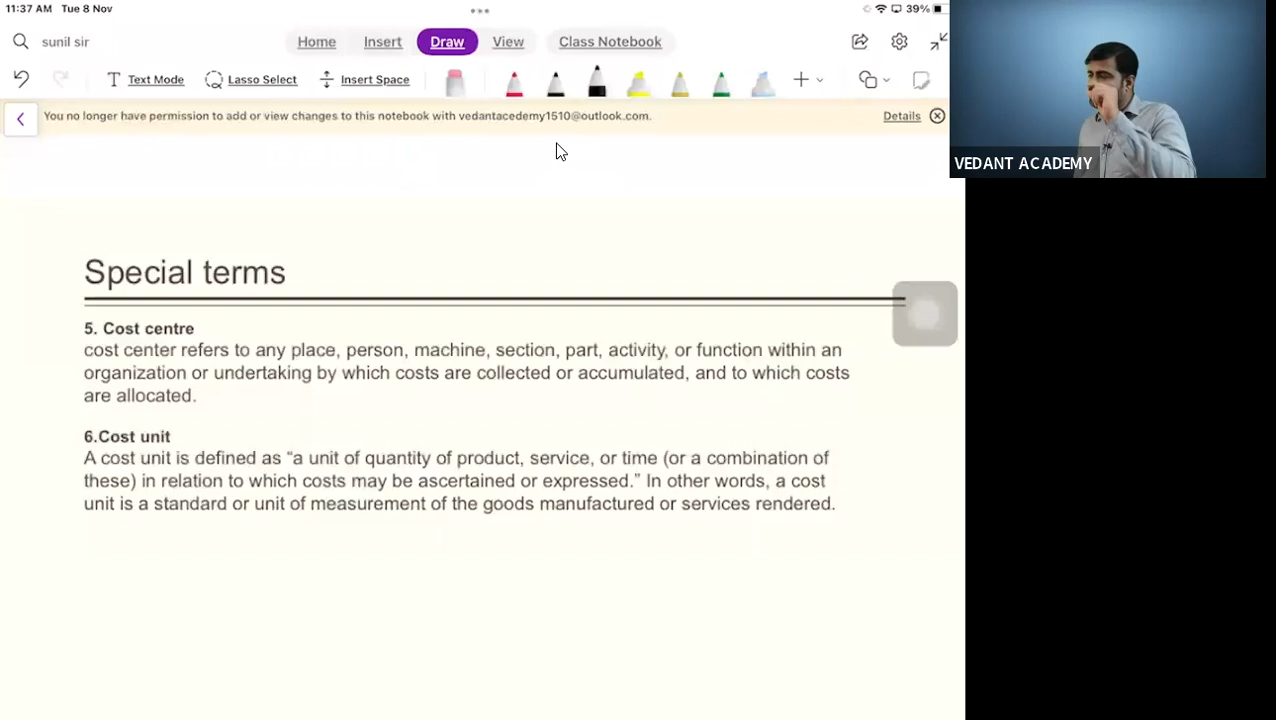 11:37 AM Tue 8 Nov
39%
sunil sir
Home Insert Draw View Class Notebook
Text Mode Lasso Select Insert Space
You no longer have permission to add or view changes to this notebook with vedantacedemy1510@outlook.com.
Details
VEDANT ACADEMY
Special terms
5. Cost centre
cost center refers to any place, person, machine, section, part, activity, or function within an
organization or undertaking by which costs are collected or accumulated, and to which costs
are allocated.
6.Cost unit
A cost unit is defined as “a unit of quantity of product, service, or time (or a combination of
these) in relation to which costs may be ascertained or expressed.” In other words, a cost
unit is a standard or unit of measurement of the goods manufactured or services rendered.